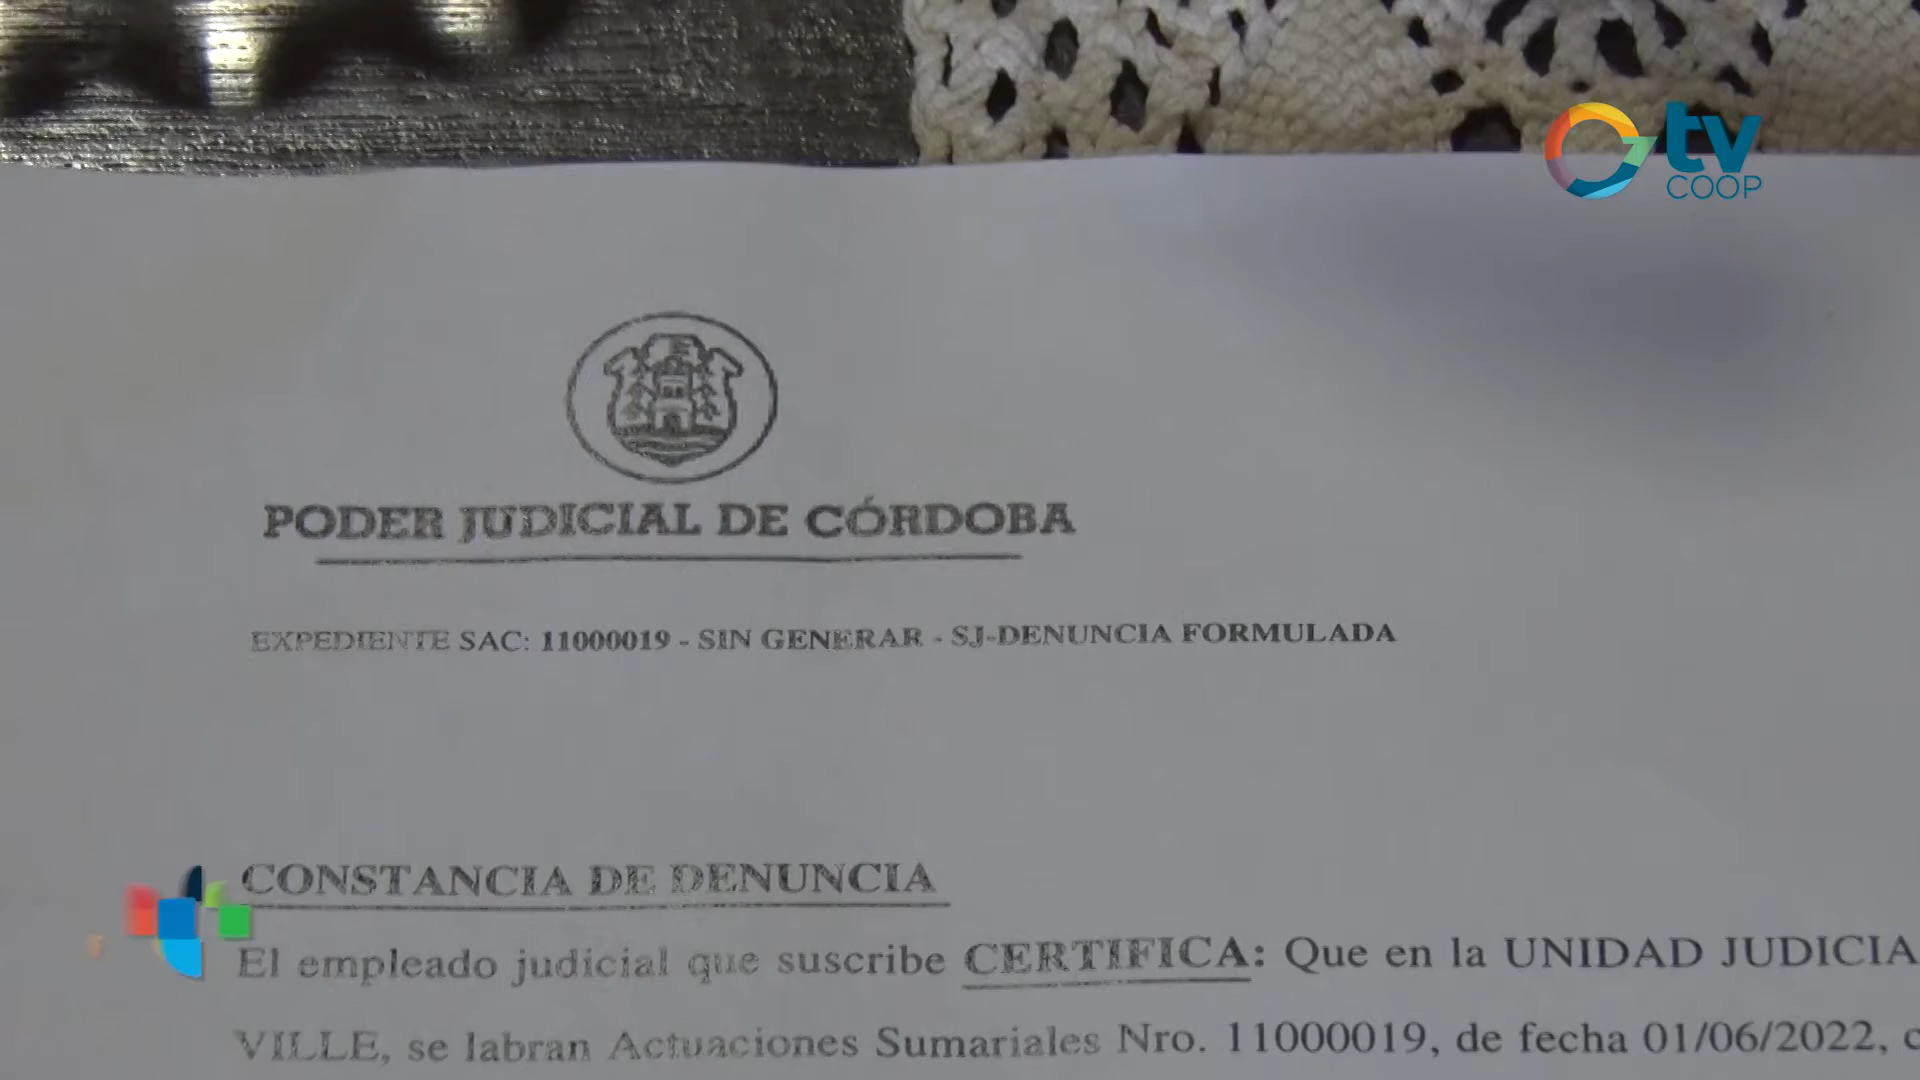 tv
COOP
PODER JUDICIAL DE CÓRDOBA
EXPEDIENTE SAC: 11000019 - SIN GENERAR - SJ-DENUNCIA FORMULADA
CONSTANCIA DE DENUNCIA
El empleado judicial que suscribe CERTIFICA: Que en la UNIDAD JUDICIA
VILLE, se labran Actuaciones Sumariales Nro. 11000019, de fecha 01/06/2022, c